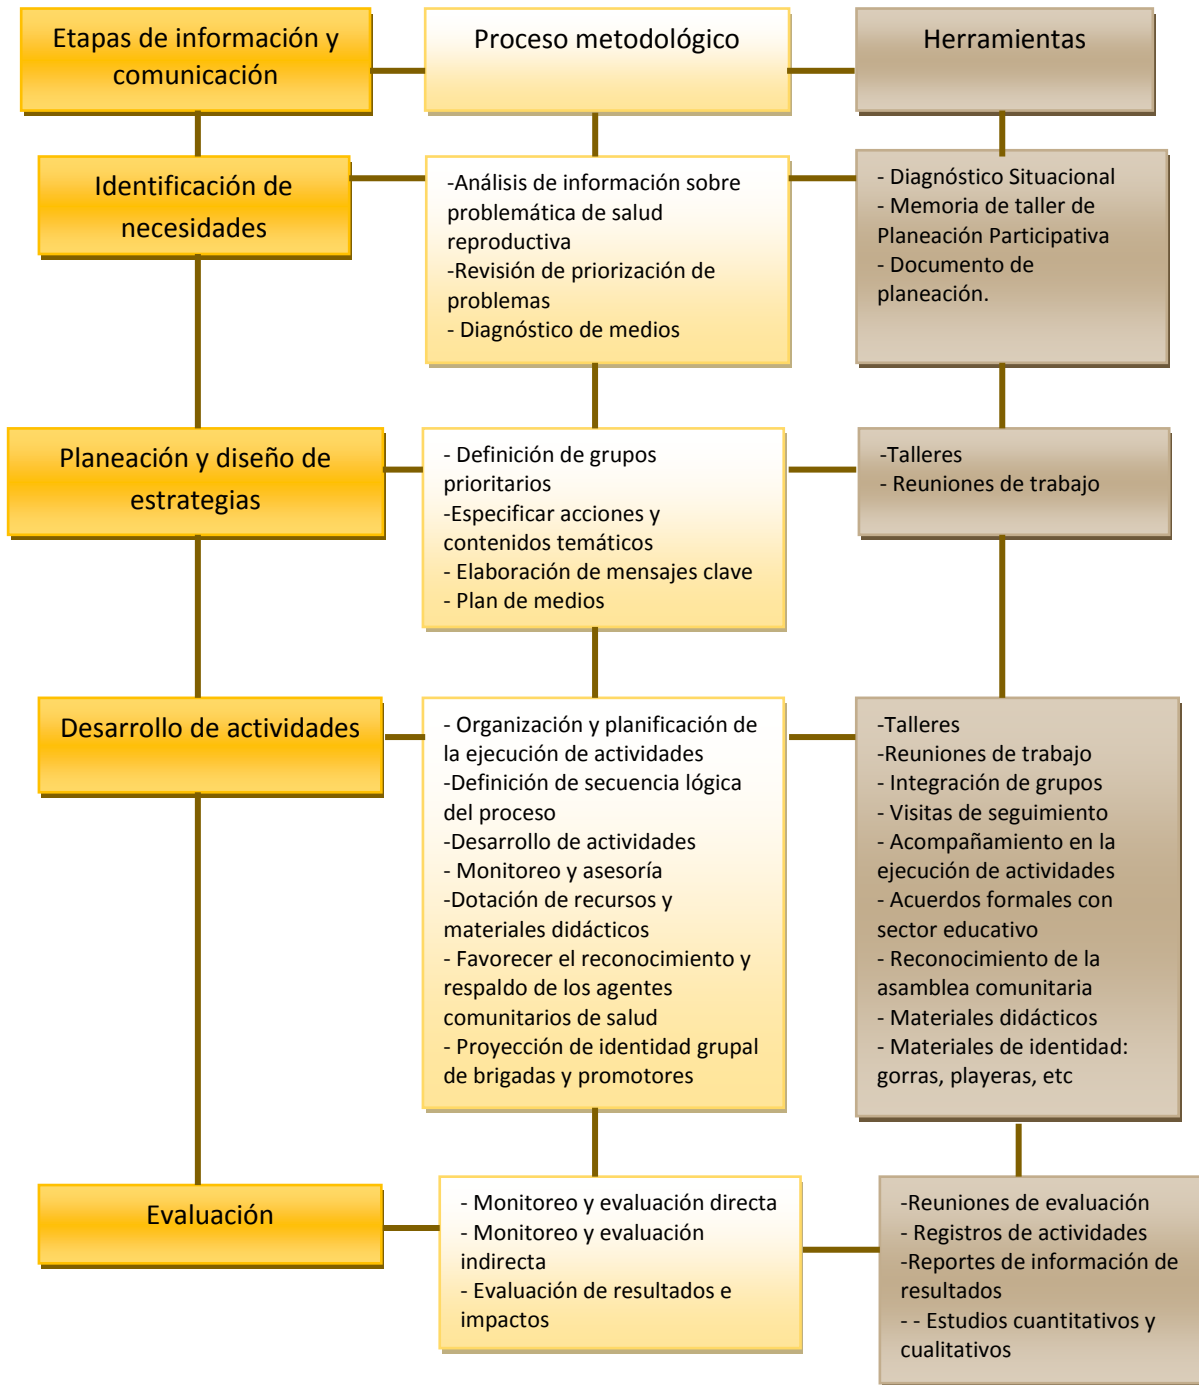 Etapas de información y
comunicación
Proceso metodológico
Herramientas
Identificación de
necesidades
-Análisis de información sobre
problemática de salud
reproductiva
-Revisión de priorización de
problemas
- Diagnóstico de medios
- Diagnóstico Situacional
- Memoria de taller de
Planeación Participativa
- Documento de
planeación.
Planeación y diseño de
estrategias
- Definición de grupos
prioritarios
-Especificar acciones y
contenidos temáticos
- Elaboración de mensajes clave
- Plan de medios
-Talleres
- Reuniones de trabajo
Desarrollo de actividades
- Organización y planificación de
la ejecución de actividades
-Definición de secuencia lógica
del proceso
-Desarrollo de actividades
- Monitoreo y asesoría
-Dotación de recursos y
materiales didácticos
- Favorecer el reconocimiento y
respaldo de los agentes
comunitarios de salud
- Proyección de identidad grupal
de brigadas y promotores
-Talleres
-Reuniones de trabajo
- Integración de grupos
- Visitas de seguimiento
- Acompañamiento en la
ejecución de actividades
- Acuerdos formales con
sector educativo
- Reconocimiento de la
asamblea comunitaria
- Materiales didácticos
- Materiales de identidad:
gorras, playeras, etc
Evaluación
- Monitoreo y evaluación directa
- Monitoreo y evaluación
indirecta
- Evaluación de resultados e
impactos
-Reuniones de evaluación
- Registros de actividades
-Reportes de información de
resultados
- - Estudios cuantitativos y
cualitativos